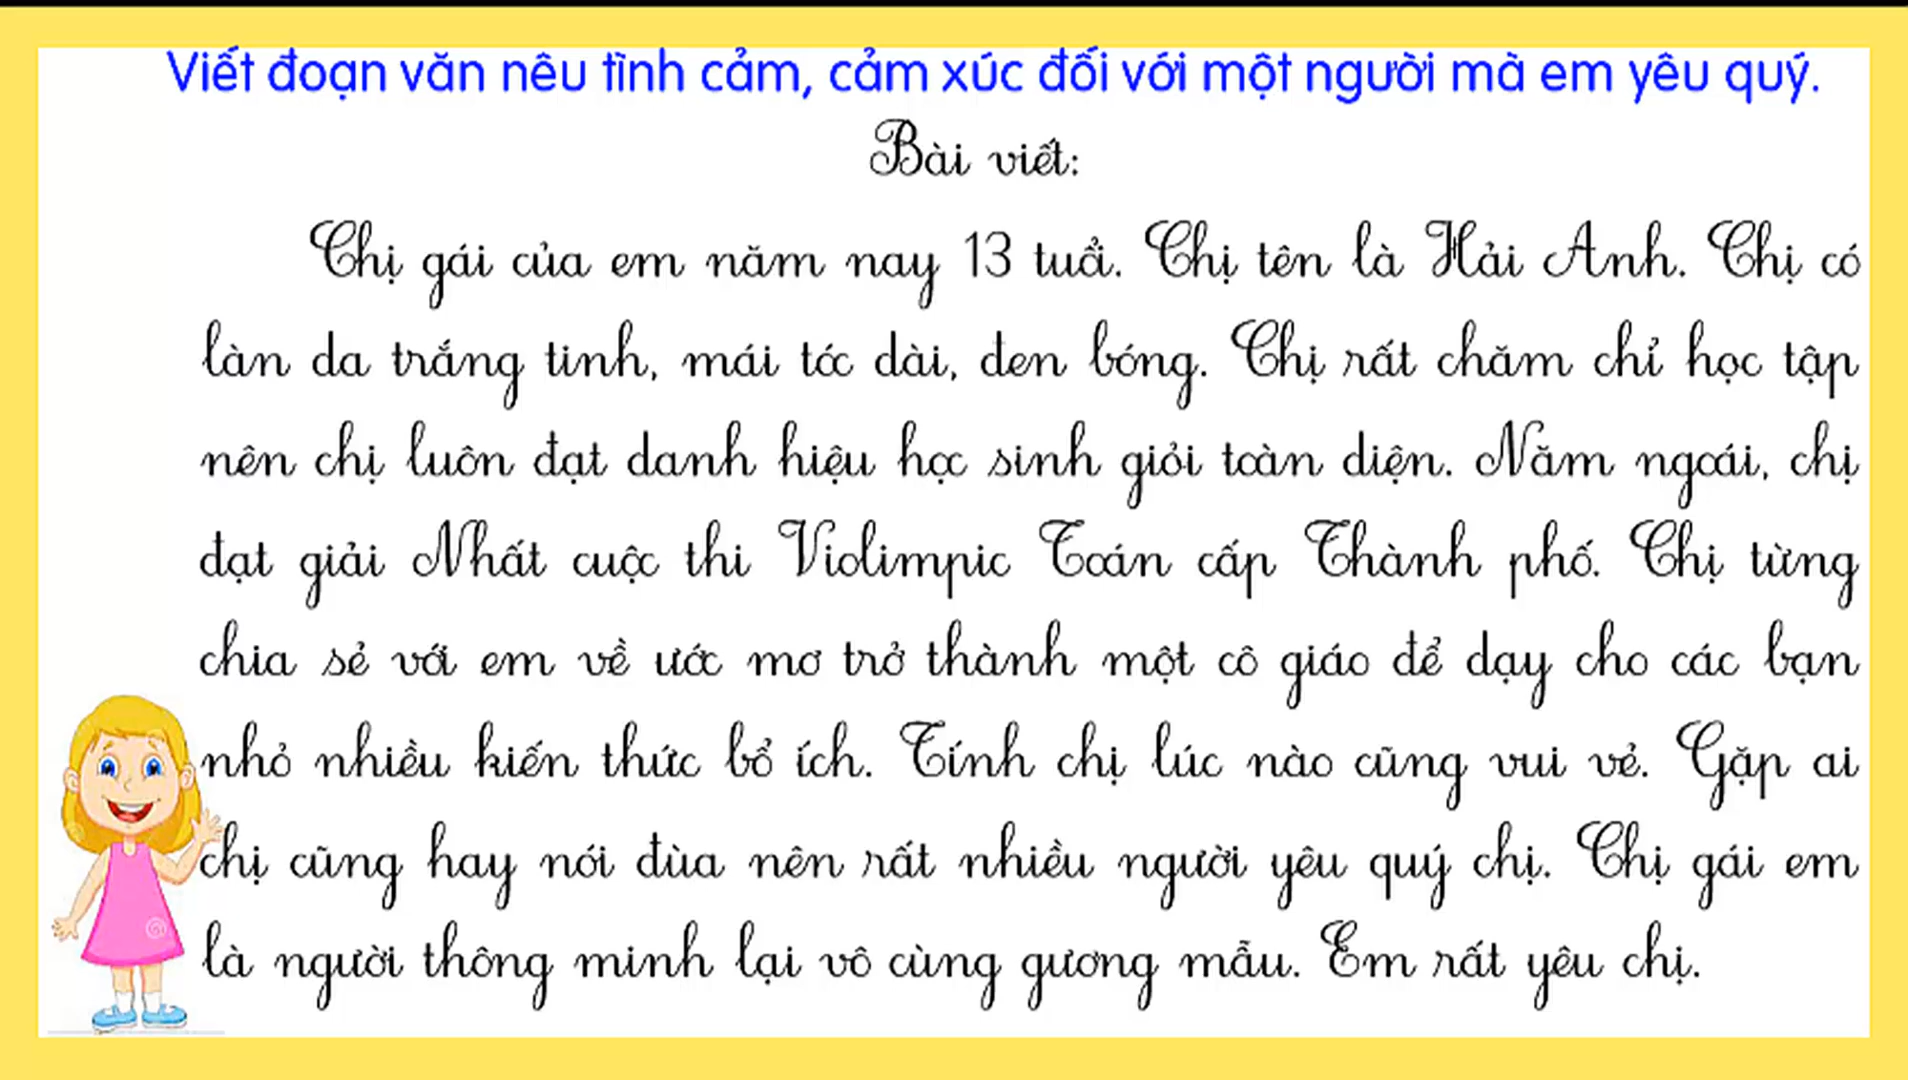 Viết đoạn văn nêu tình cảm, cảm xúc đối với một người mà em yêu quý.
Bài viết:
Chị gái của em năm nay 13 tuổi. Chị tên là Hải Anh. Chị có
làn da trắng tinh, mái tóc dài, đen bóng. Chị rất chăm chỉ học tập
nên chị luôn đạt danh hiệu học sinh giỏi toàn diện. Năm ngoái, chị
đạt giải Nhất cuộc thi Violimpic Toán cấp Thành phố. Chị từng
chia sẻ với em về ước mơ trở thành một cô giáo để dạy cho các bạn
nhỏ nhiều kiến thức bổ ích. Tính chị lúc nào cũng vui vẻ. Gặp ai
chị cũng hay nói đùa nên rất nhiều người yêu quý chị. Chị gái em
là người thông minh lại vô cùng gương mẫu. Em rất yêu chị.